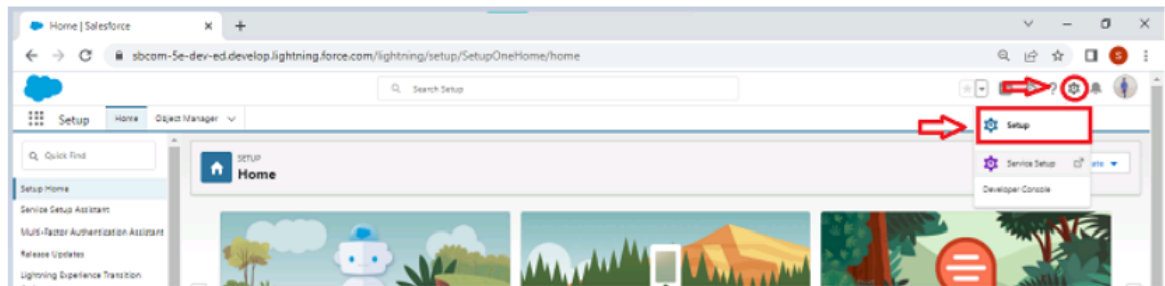 Home | Salesforce
sbcom-5e-dev-ed.develop.lightning.force.com/lightning/setup/SetupOneHome/home
S
Search Setup
?
Setup Home Object Manager
Setup
Quick Find
SETUP
Home
Service Setup
Developer Console
Setup Home
Service Setup Assistant
Multi-Factor Authentication Assistant
Release Updates
Lightning Experience Transition